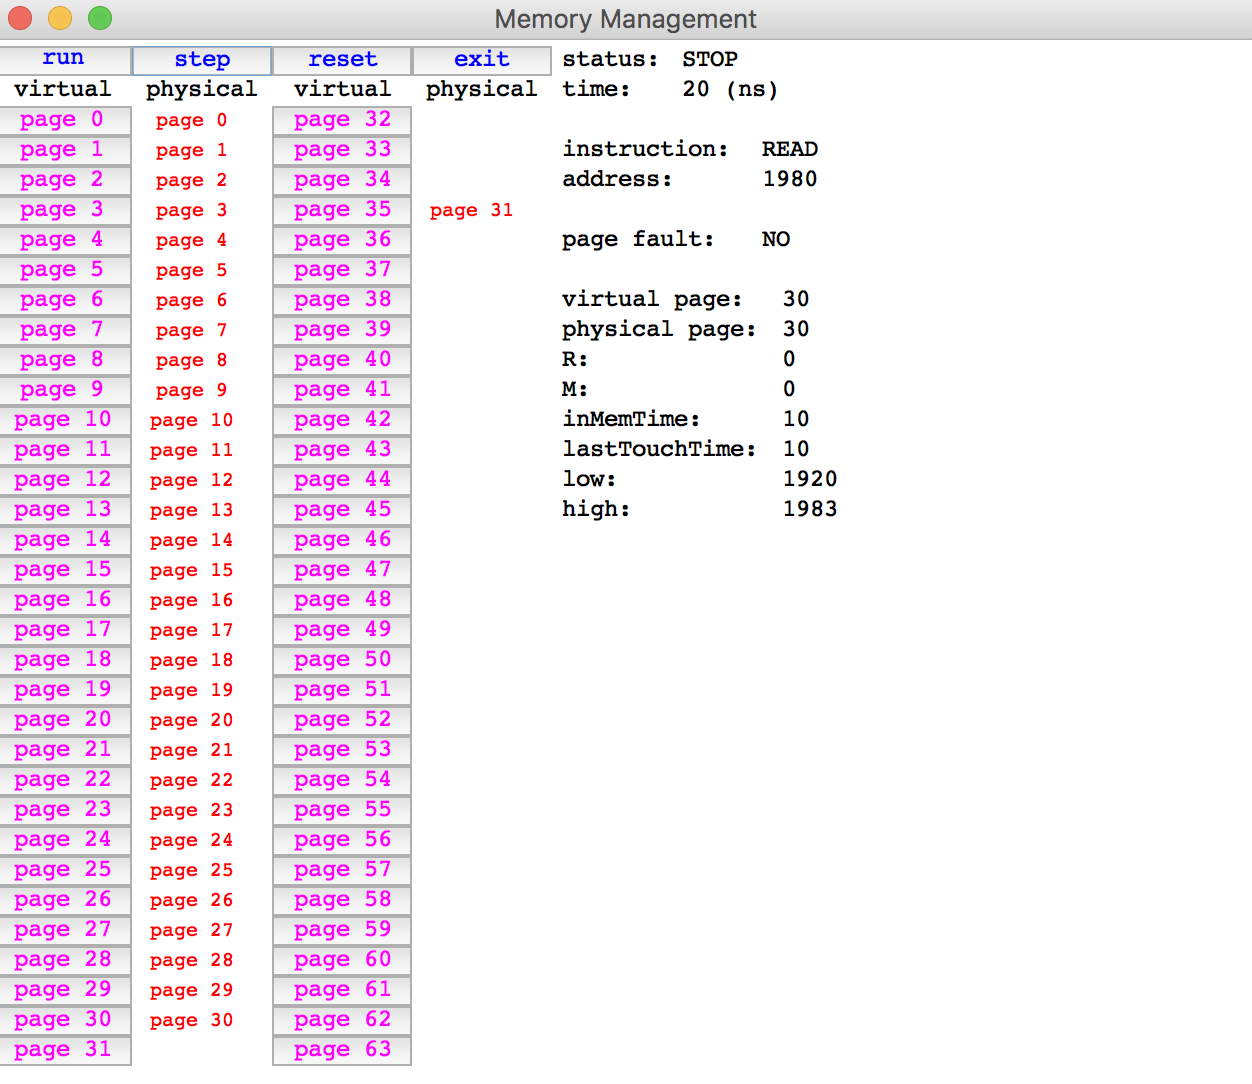 Memory Management
run step reset exit status: STOP
virtual physical virtual physical time: 20 (ns)
page 0 page 0 page 32
page 1 page 1 page 33 instruction: READ
page 2 page 2 page 34 address: 1980
page 3 page 3 page 35 page 31
page 4 page 4 page 36 page fault: NO
page 5 page 5 page 37
page 6 page 6 page 38 virtual page: 30
page 7 page 7 page 39 physical page: 30
page 8 page 8 page 40 R: 0
page 9 page 9 page 41 M: 0
page 10 page 10 page 42 inMemTime: 10
page 11 page 11 page 43 lastTouchTime: 10
page 12 page 12 page 44 low: 1920
page 13 page 13 page 45 high: 1983
page 14 page 14 page 46
page 15 page 15 page 47
page 16 page 16 page 48
page 17 page 17 page 49
page 18 page 18 page 50
page 19 page 19 page 51
page 20 page 20 page 52
page 21 page 21 page 53
page 22 page 22 page 54
page 23 page 23 page 55
page 24 page 24 page 56
page 25 page 25 page 57
page 26 page 26 page 58
page 27 page 27 page 59
page 28 page 28 page 60
page 29 page 29 page 61
page 30 page 30 page 62
page 31 page 63